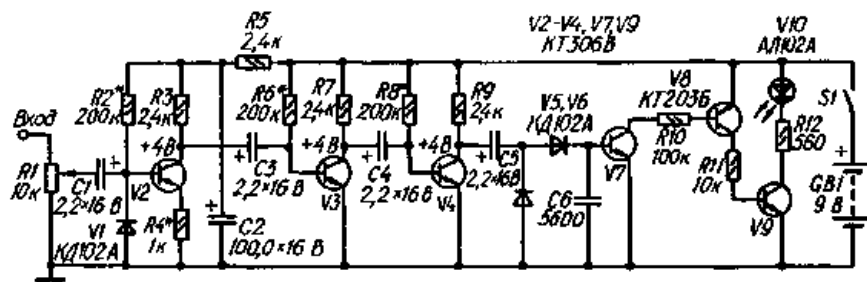 Вход
R1
10к
C1
2,2×16 В
V1
КД102А
R2*
200к
R3
2,4к
+4В
V2
R4*
1к
R5
2,4к
C2
100,0×16 В
C3
2,2×16 В
R6*
200к
R7
2,4к
+4В
V3
C4
2,2×16 В
R8*
200к
R9
2,4к
+4В
V4
C5
2,2×16В
V2-V4, V7, V9
КТ306В
V5, V6
КД102А
C6
5600
V7
V8
КТ203Б
R10
100к
R11
10к
V9
V10
АЛ102А
R12
560
S1
GB1
9 В